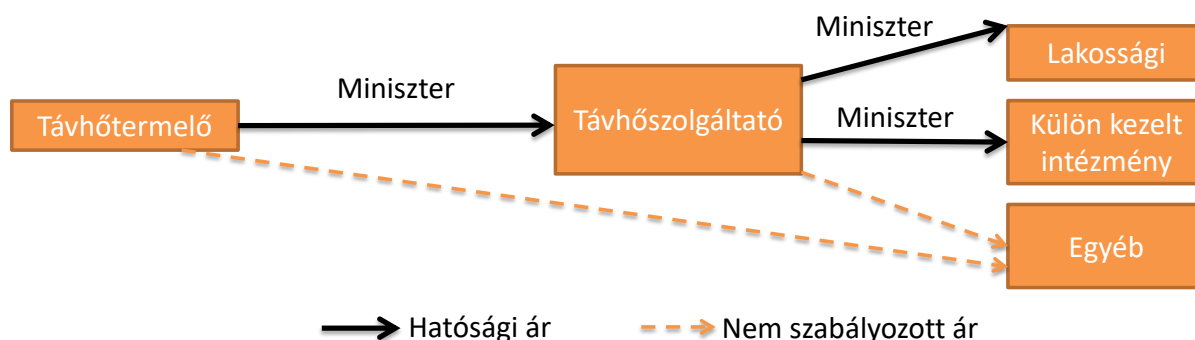 Miniszter
Lakossági
Miniszter
Távhőtermelő
Távhőszolgáltató
Miniszter
Külön kezelt
intézmény
Egyéb
Hatósági ár
Nem szabályozott ár